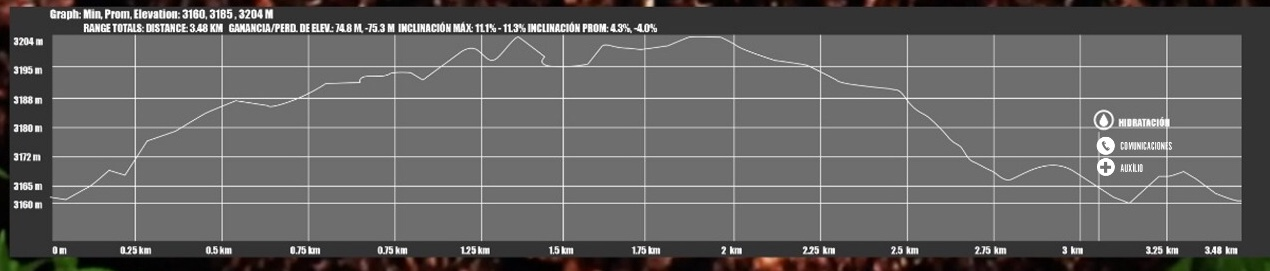 Graph: Min, Prom, Elevation: 3160, 3185 , 3204 M
RANGE TOTALS: DISTANCE: 3.48 KM GANANCIA/PERD. DE ELEV.: 74.8 M, -75.3 M INCLINACIÓN MÁX: 11.1% - 11.3% INCLINACIÓN PROM: 4.3%, -4.0%
3204 m
3195 m
3188 m
3180 m
3172 m
3165 m
3160 m
HIDRATACIÓN
COMUNICACIONES
AUXÍLIO
0 m 0.25 km 0.5 km 0.75 km 0.75 km 1.25 km 1.5 km 1.75 km 2 km 2.25 km 2.5 km 2.75 km 3 km 3.25 km 3.48 km